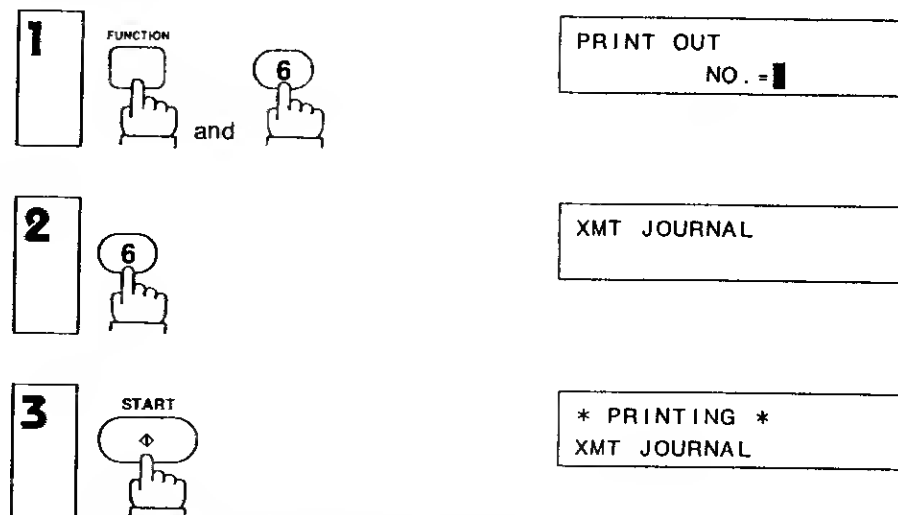 1
FUNCTION
6
and
PRINT OUT
NO.=
2
6
XMT JOURNAL
3
START
* PRINTING *
XMT JOURNAL